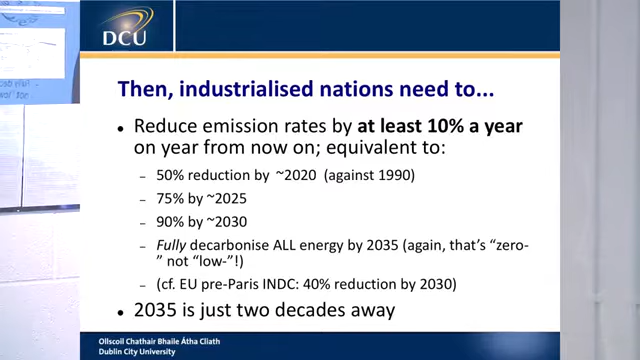 DCU
Then, industrialised nations need to...
• Reduce emission rates by at least 10% a year
on year from now on; equivalent to:
– 50% reduction by ~2020 (against 1990)
– 75% by ~2025
– 90% by ~2030
– Fully decarbonise ALL energy by 2035 (again, that's “zero-
” not “low-”!)
– (cf. EU pre-Paris INDC: 40% reduction by 2030)
• 2035 is just two decades away
Ollscoil Chathair Bhaile Átha Cliath
Dublin City University